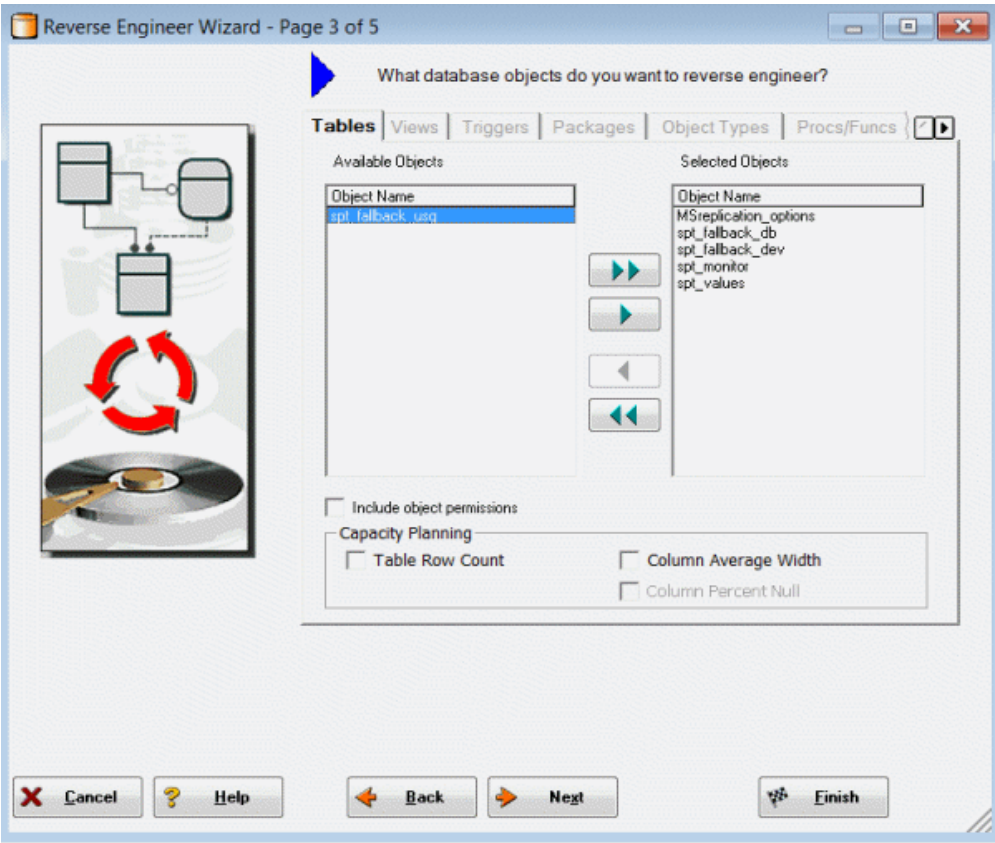 Reverse Engineer Wizard - Page 3 of 5
What database objects do you want to reverse engineer?
Tables Views Triggers Packages Object Types Procs/Funcs
Available Objects Selected Objects
Object Name Object Name
spt_fallback_usg MSreplication_options
spt_fallback_db
spt_fallback_dev
spt_monitor
spt_values
Include object permissions
Capacity Planning
Table Row Count Column Average Width
Column Percent Null
Cancel Help Back Next Finish